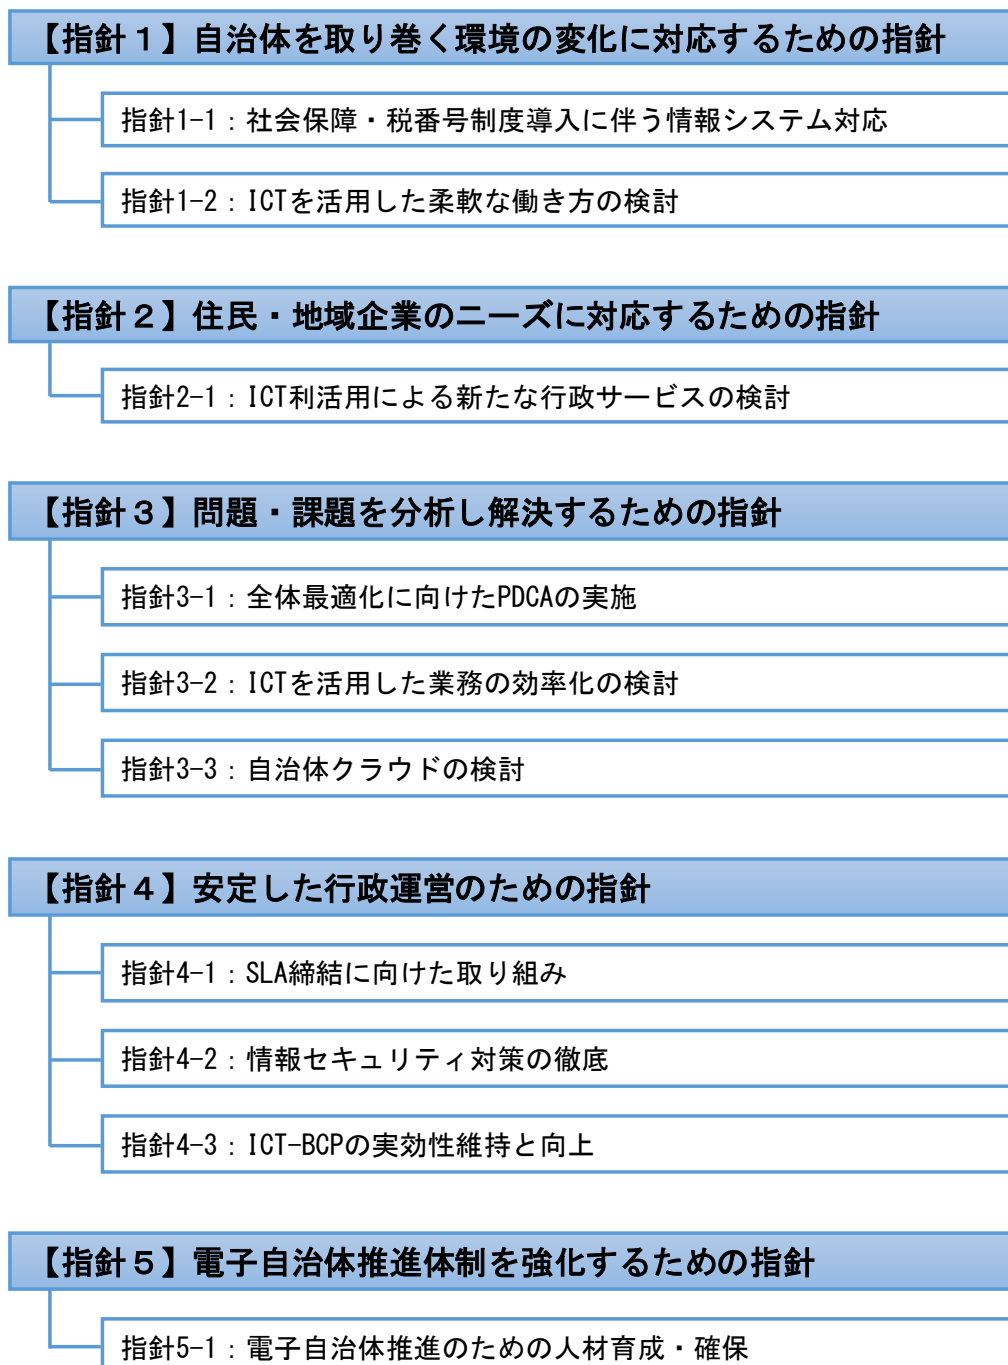 【指針１】自治体を取り巻く環境の変化に対応するための指針
指針1-1：社会保障・税番号制度導入に伴う情報システム対応
指針1-2：ICTを活用した柔軟な働き方の検討
【指針２】住民・地域企業のニーズに対応するための指針
指針2-1：ICT利活用による新たな行政サービスの検討
【指針３】問題・課題を分析し解決するための指針
指針3-1：全体最適化に向けたPDCAの実施
指針3-2：ICTを活用した業務の効率化の検討
指針3-3：自治体クラウドの検討
【指針４】安定した行政運営のための指針
指針4-1：SLA締結に向けた取り組み
指針4-2：情報セキュリティ対策の徹底
指針4-3：ICT-BCPの実効性維持と向上
【指針５】電子自治体推進体制を強化するための指針
指針5-1：電子自治体推進のための人材育成・確保